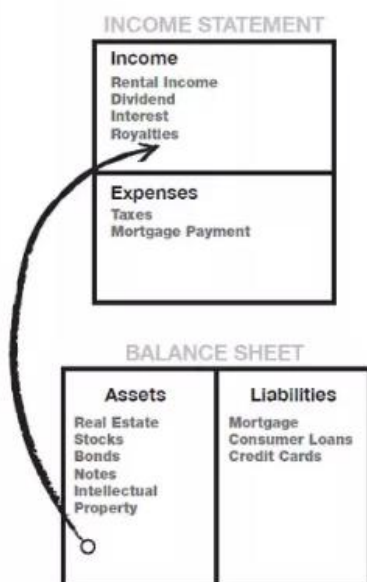 INCOME STATEMENT
Income
Rental Income
Dividend
Interest
Royalties
Expenses
Taxes
Mortgage Payment
BALANCE SHEET
Assets
Real Estate
Stocks
Bonds
Notes
Intellectual
Property
Liabilities
Mortgage
Consumer Loans
Credit Cards